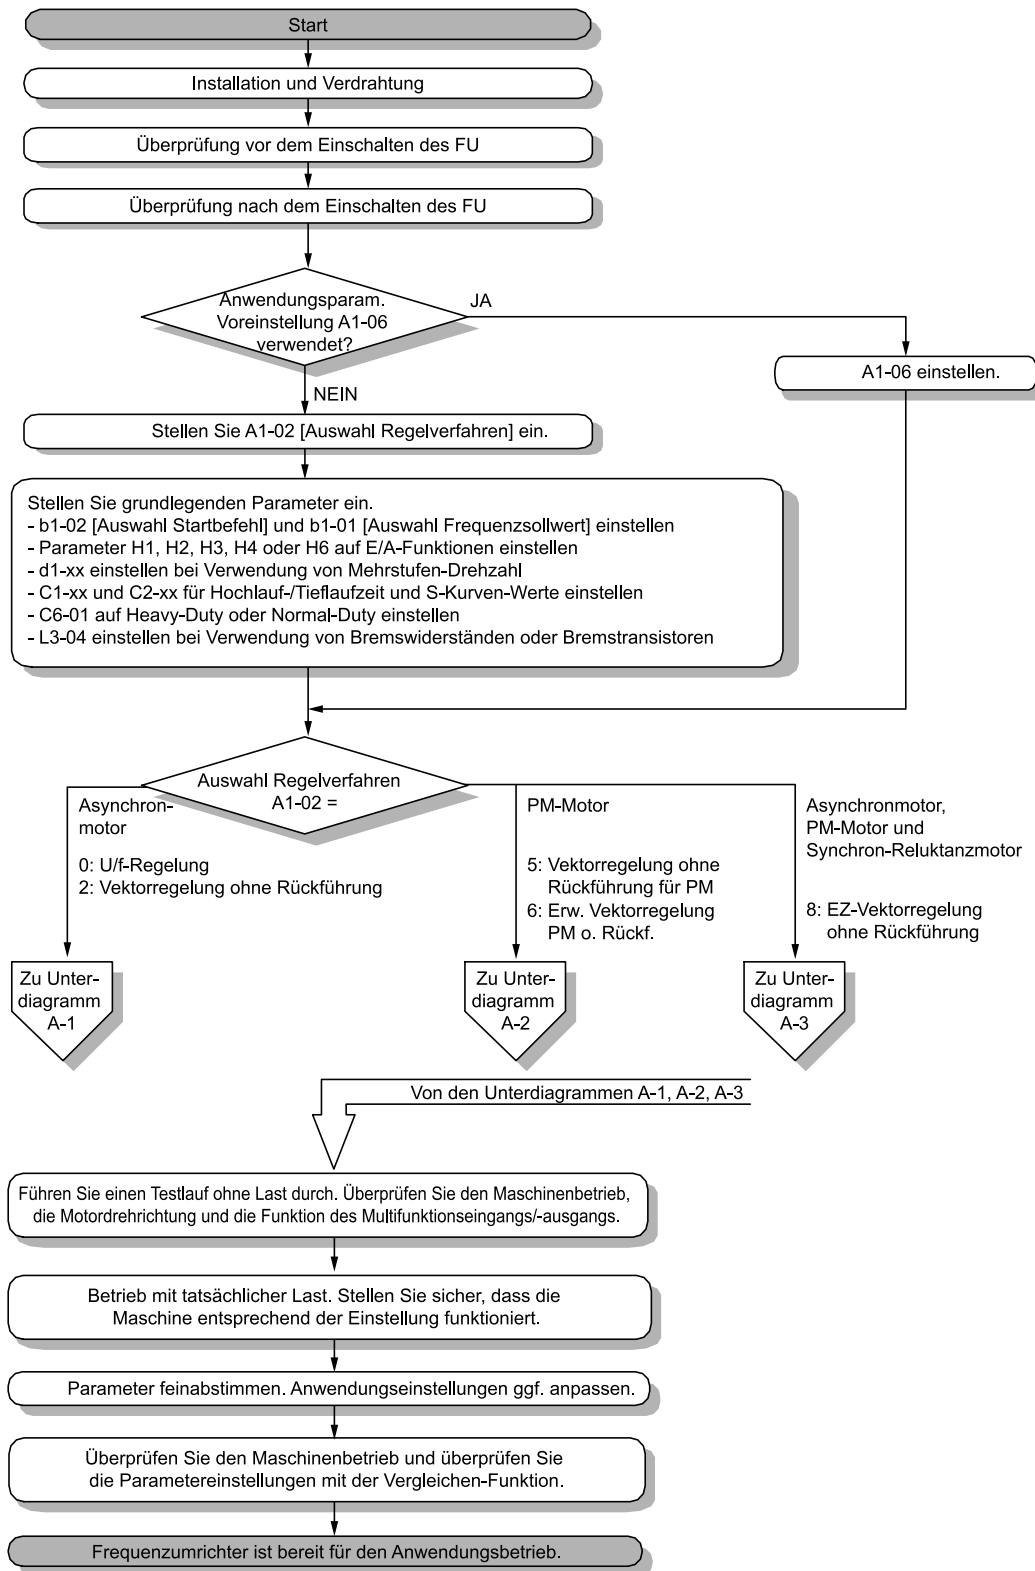 Start
Installation und Verdrahtung
Überprüfung vor dem Einschalten des FU
Überprüfung nach dem Einschalten des FU
Anwendungsparam.
Voreinstellung A1-06
verwendet?
JA
A1-06 einstellen.
NEIN
Stellen Sie A1-02 [Auswahl Regelverfahren] ein.
Stellen Sie grundlegenden Parameter ein.
- b1-02 [Auswahl Startbefehl] und b1-01 [Auswahl Frequenzsollwert] einstellen
- Parameter H1, H2, H3, H4 oder H6 auf E/A-Funktionen einstellen
- d1-xx einstellen bei Verwendung von Mehrstufen-Drehzahl
- C1-xx und C2-xx für Hochlauf-/Tieflaufzeit und S-Kurven-Werte einstellen
- C6-01 auf Heavy-Duty oder Normal-Duty einstellen
- L3-04 einstellen bei Verwendung von Bremswiderständen oder Bremstransistoren
Auswahl Regelverfahren
A1-02 =
Asynchron-
motor
0: U/f-Regelung
2: Vektorregelung ohne Rückführung
PM-Motor
5: Vektorregelung ohne
Rückführung für PM
6: Erw. Vektorregelung
PM o. Rückf.
Asynchronmotor,
PM-Motor und
Synchron-Reluktanzmotor
8: EZ-Vektorregelung
ohne Rückführung
Zu Unter-
diagramm
A-1
Zu Unter-
diagramm
A-2
Zu Unter-
diagramm
A-3
Von den Unterdiagrammen A-1, A-2, A-3
Führen Sie einen Testlauf ohne Last durch. Überprüfen Sie den Maschinenbetrieb,
die Motordrehrichtung und die Funktion des Multifunktionseingangs/-ausgangs.
Betrieb mit tatsächlicher Last. Stellen Sie sicher, dass die
Maschine entsprechend der Einstellung funktioniert.
Parameter feinabstimmen. Anwendungseinstellungen ggf. anpassen.
Überprüfen Sie den Maschinenbetrieb und überprüfen Sie
die Parametereinstellungen mit der Vergleichen-Funktion.
Frequenzumrichter ist bereit für den Anwendungsbetrieb.